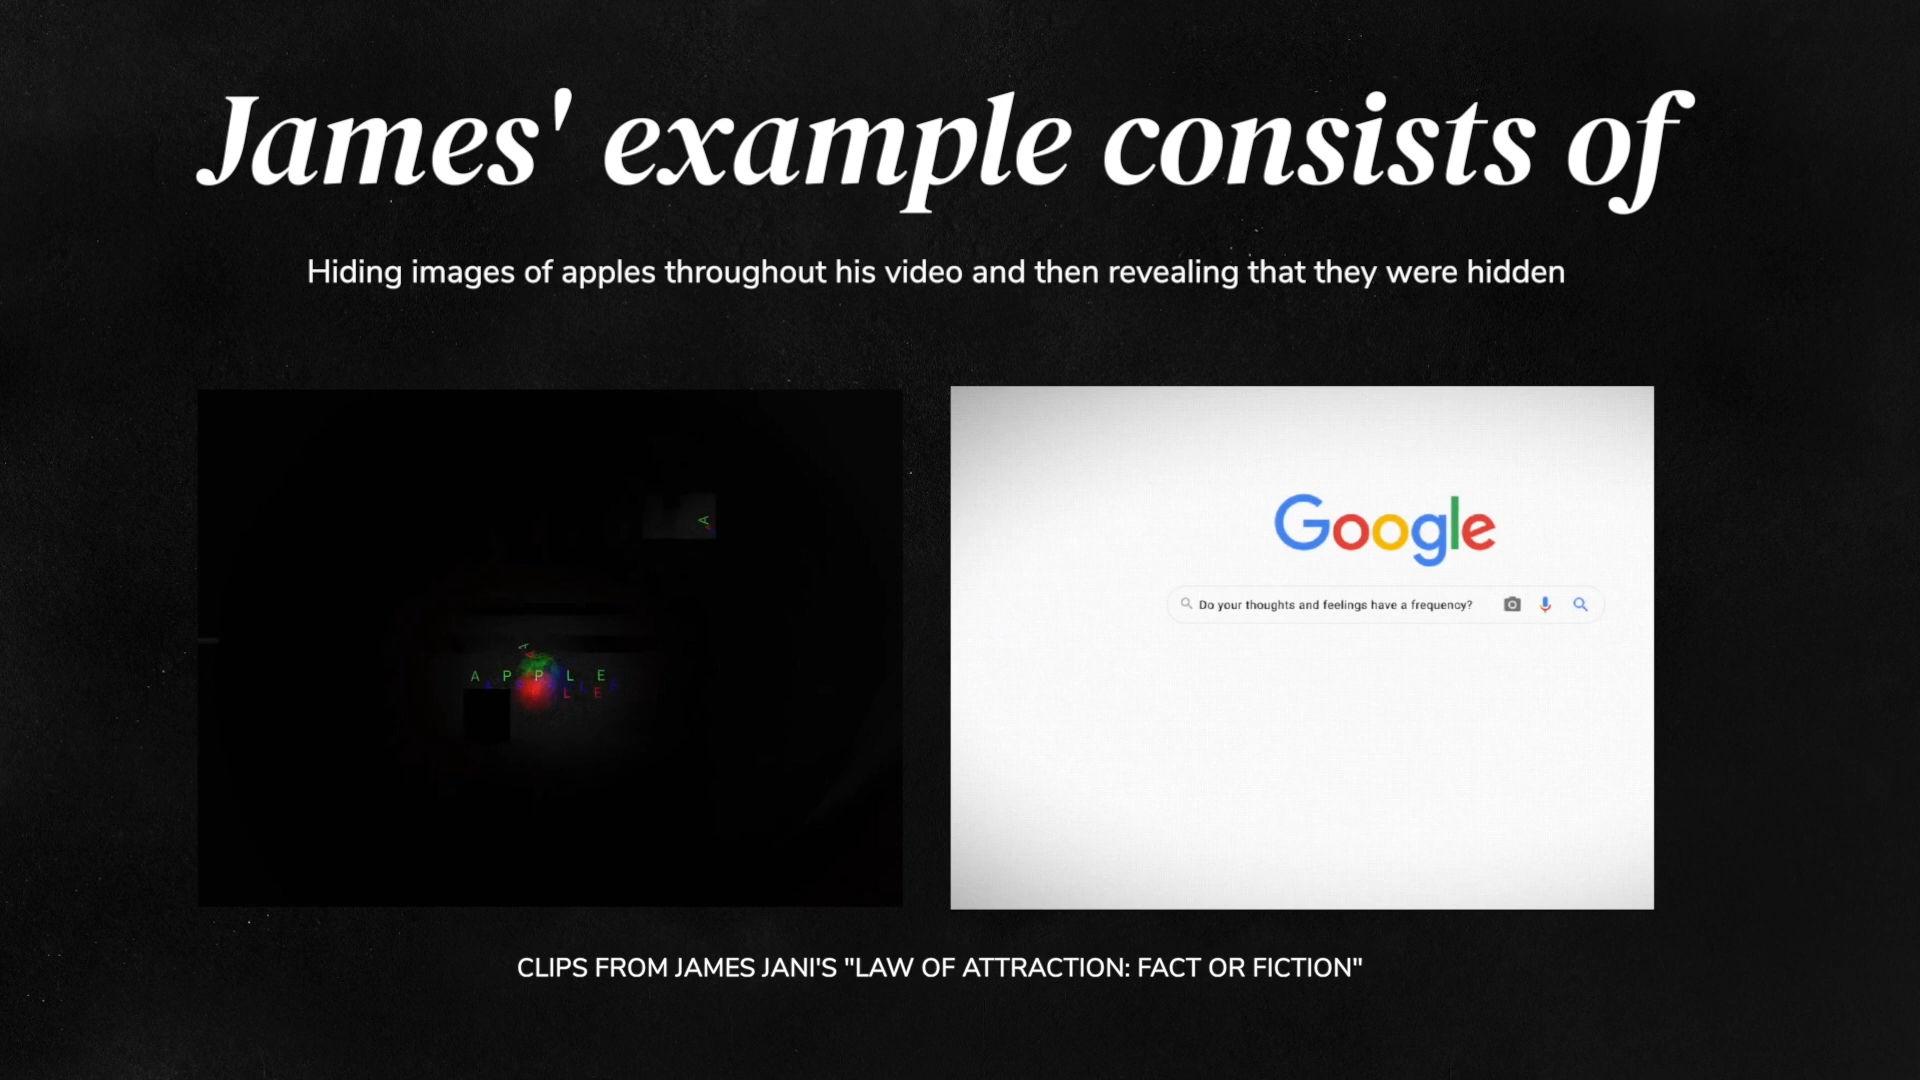 James' example consists of
Hiding images of apples throughout his video and then revealing that they were hidden
A
A
A P P L E
L E
Google
Do your thoughts and feelings have a frequency?
CLIPS FROM JAMES JANI'S "LAW OF ATTRACTION: FACT OR FICTION"